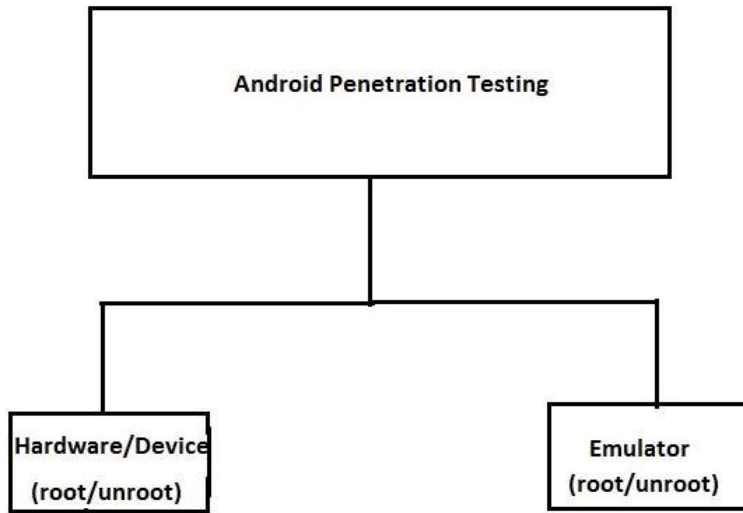 Android Penetration Testing
Hardware/Device
(root/unroot)
Emulator
(root/unroot)